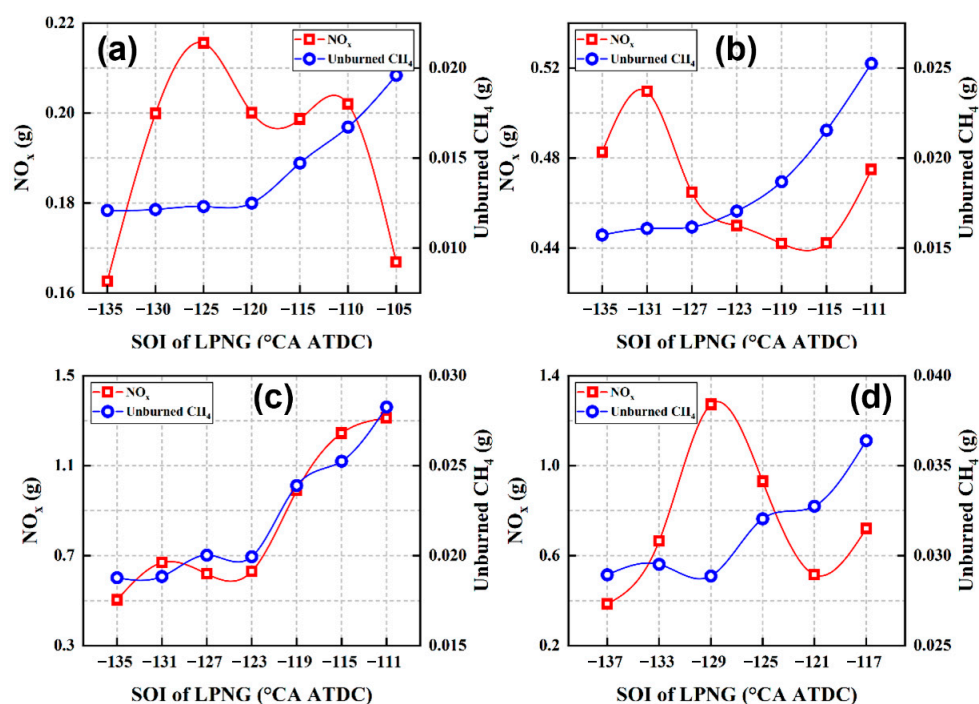 (a)
NOx
Unburned CH4
0.22
0.20
0.18
0.16
NOx (g)
0.020
0.015
0.010
Unburned CH4 (g)
−135 −130 −125 −120 −115 −110 −105
SOI of LPNG (°CA ATDC)
(b)
NOx
Unburned CH4
0.52
0.48
0.44
NOx (g)
0.025
0.020
0.015
Unburned CH4 (g)
−135 −131 −127 −123 −119 −115 −111
SOI of LPNG (°CA ATDC)
(c)
NOx
Unburned CH4
1.5
1.1
0.7
0.3
NOx (g)
0.030
0.025
0.020
0.015
Unburned CH4 (g)
−135 −131 −127 −123 −119 −115 −111
SOI of LPNG (°CA ATDC)
(d)
NOx
Unburned CH4
1.4
1.0
0.6
0.2
NOx (g)
0.040
0.035
0.030
0.025
Unburned CH4 (g)
−137 −133 −129 −125 −121 −117
SOI of LPNG (°CA ATDC)